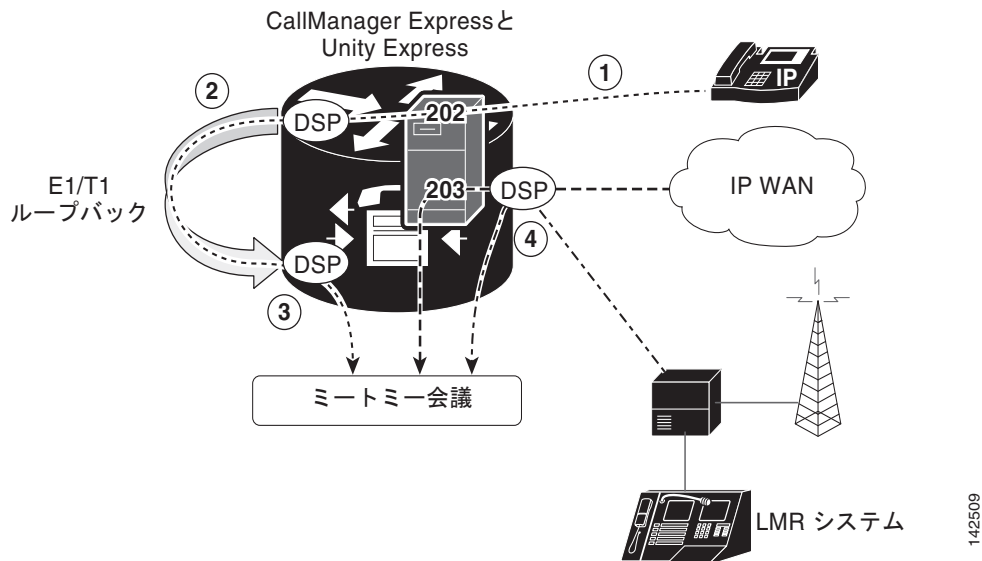 CallManager Expressと
Unity Express
1
IP
2
DSP
202
E1/T1
ループバック
203
DSP
IP WAN
4
DSP
3
ミートミー会議
LMR システム
142509